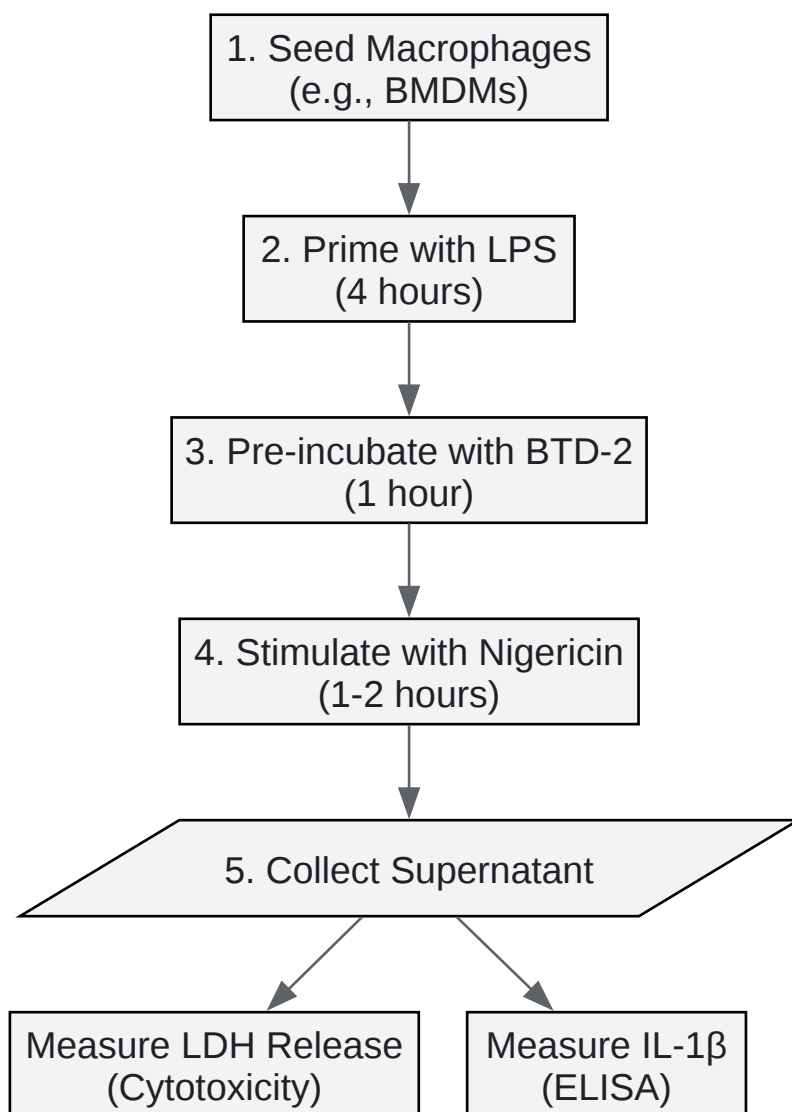 1. Seed Macrophages
(e.g., BMDMs)
2. Prime with LPS
(4 hours)
3. Pre-incubate with BTD-2
(1 hour)
4. Stimulate with Nigericin
(1-2 hours)
5. Collect Supernatant
Measure LDH Release
(Cytotoxicity)
Measure IL-1β
(ELISA)